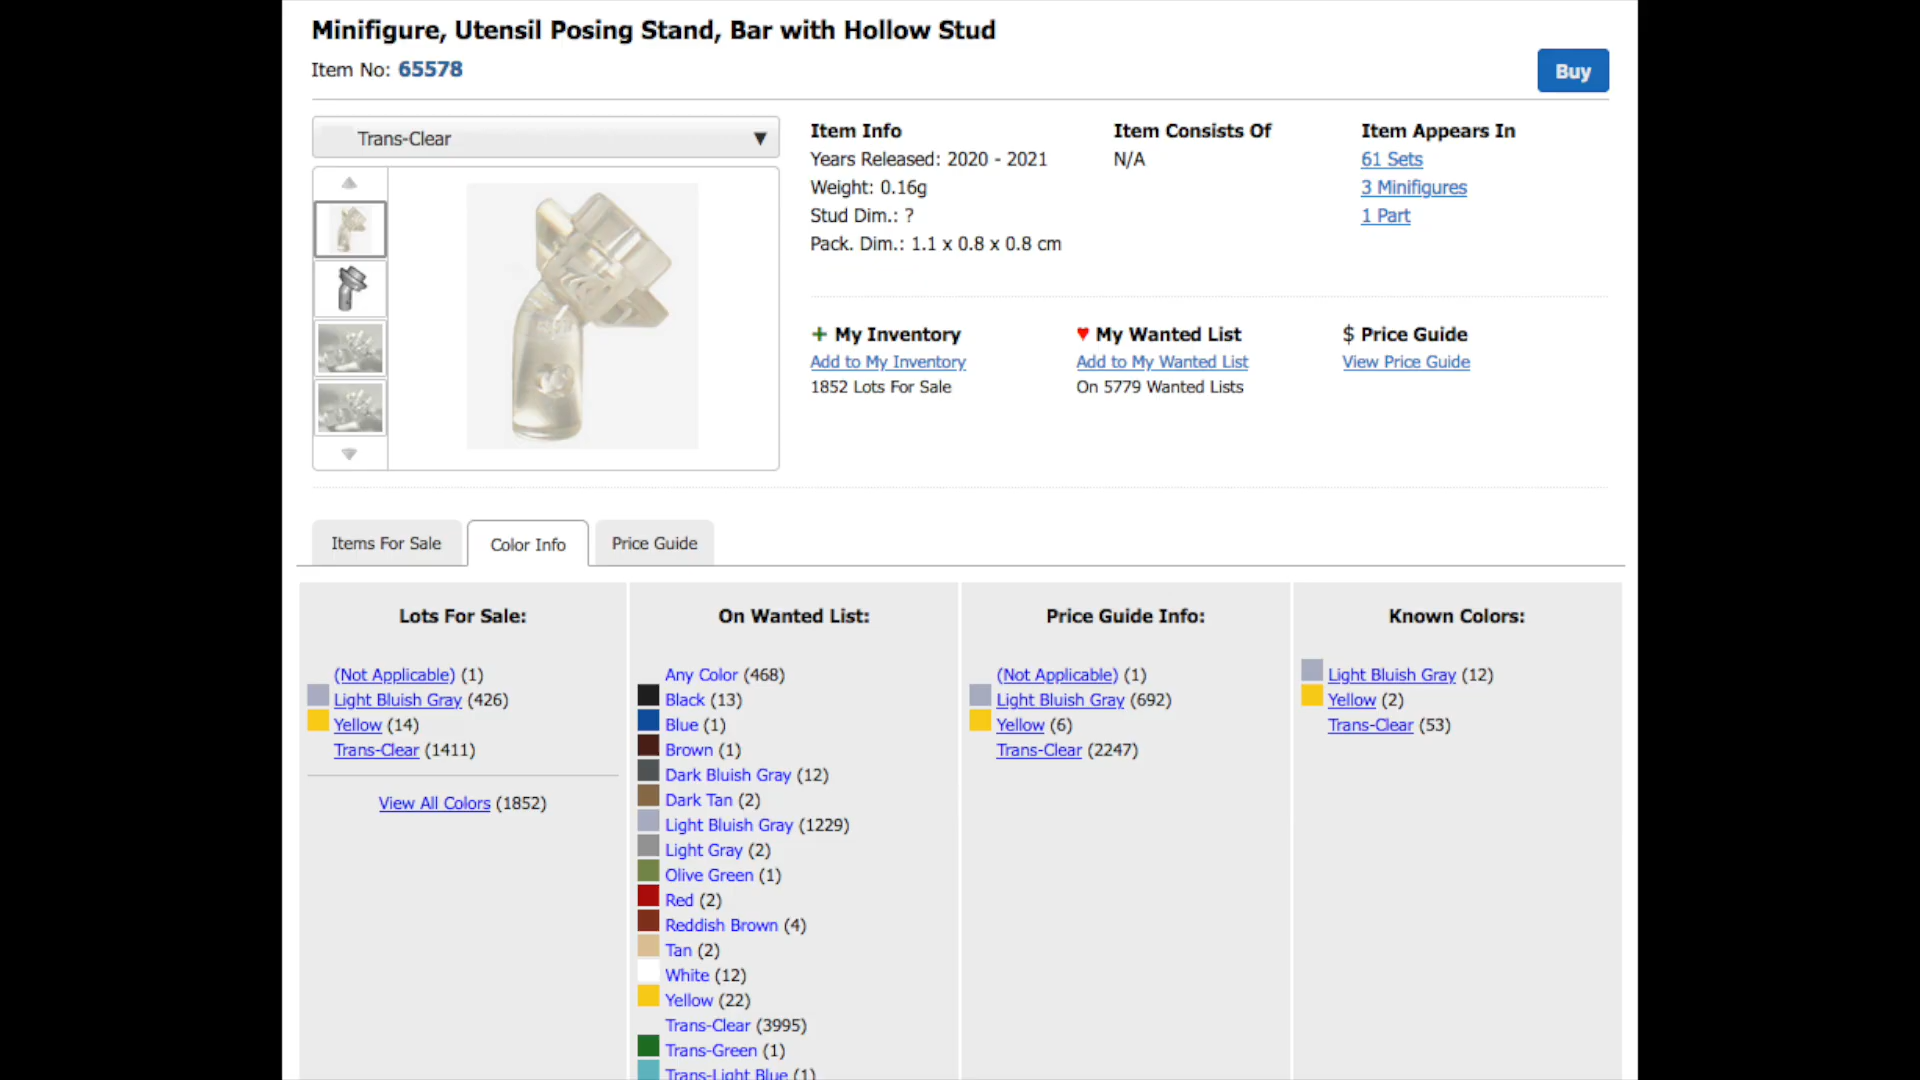 Minifigure, Utensil Posing Stand, Bar with Hollow Stud
Item No: 65578
Buy
Trans-Clear
Item Info
Years Released: 2020 - 2021
Weight: 0.16g
Stud Dim.: ?
Pack. Dim.: 1.1 x 0.8 x 0.8 cm
Item Consists Of
N/A
Item Appears In
61 Sets
3 Minifigures
1 Part
My Inventory
Add to My Inventory
1852 Lots For Sale
My Wanted List
Add to My Wanted List
On 5779 Wanted Lists
$ Price Guide
View Price Guide
Items For Sale
Color Info
Price Guide
Lots For Sale:
(Not Applicable) (1)
Light Bluish Gray (426)
Yellow (14)
Trans-Clear (1411)
View All Colors (1852)
On Wanted List:
Any Color (468)
Black (13)
Blue (1)
Brown (1)
Dark Bluish Gray (12)
Dark Tan (2)
Light Bluish Gray (1229)
Light Gray (2)
Olive Green (1)
Red (2)
Reddish Brown (4)
Tan (2)
White (12)
Yellow (22)
Trans-Clear (3995)
Trans-Green (1)
Trans-Light Blue (1)
Price Guide Info:
(Not Applicable) (1)
Light Bluish Gray (692)
Yellow (6)
Trans-Clear (2247)
Known Colors:
Light Bluish Gray (12)
Yellow (2)
Trans-Clear (53)